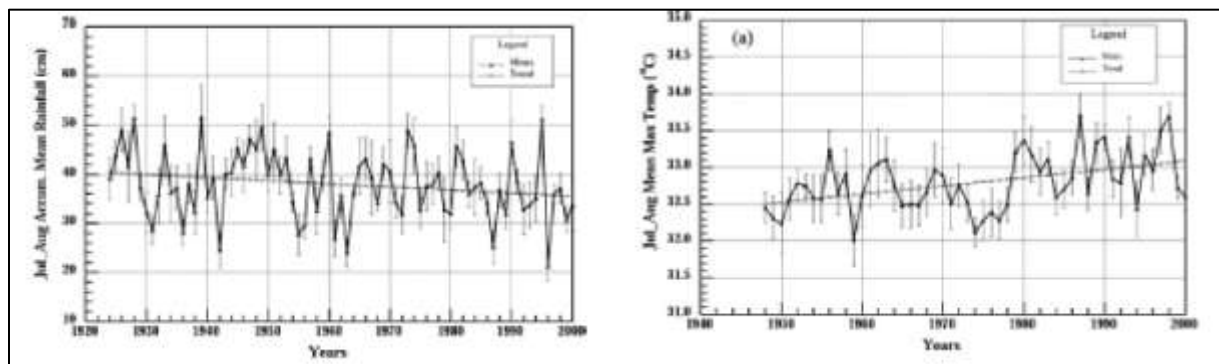 Jul_Aug Accum. Mean Rainfall (cm)
70
60
50
40
30
20
10
Legend
Mean
Trend
1920 1930 1940 1950 1960 1970 1980 1990 2000
Years
(a)
Jul_Aug Mean Max Temp (°C)
35.0
34.5
34.0
33.5
33.0
32.5
32.0
31.5
31.0
Legend
Trend
1940 1950 1960 1970 1980 1990 2000
Years